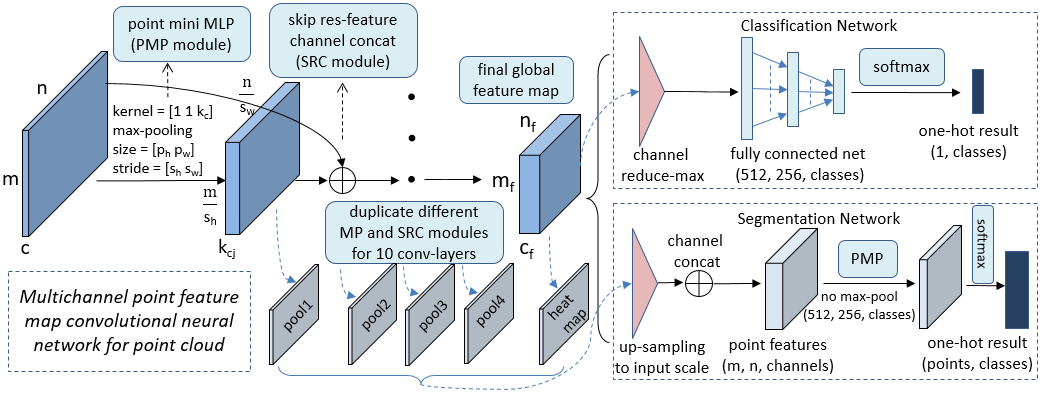 point mini MLP
(PMP module)
skip res-feature
channel concat
(SRC module)
final global
feature map
n
m
c
kernel = [1 1 k_c]
max-pooling
size = [p_h p_w]
stride = [s_h s_w]
n
s_w
m
s_h
k_cj
n_f
m_f
c_f
duplicate different
MP and SRC modules
for 10 conv-layers
Multichannel point feature
map convolutional neural
network for point cloud
pool1
pool2
pool3
pool4
heat
map
Classification Network
channel
reduce-max
fully connected net
(512, 256, classes)
softmax
one-hot result
(1, classes)
Segmentation Network
up-sampling
to input scale
channel
concat
point features
(m, n, channels)
PMP
no max-pool
(512, 256, classes)
softmax
one-hot result
(points, classes)